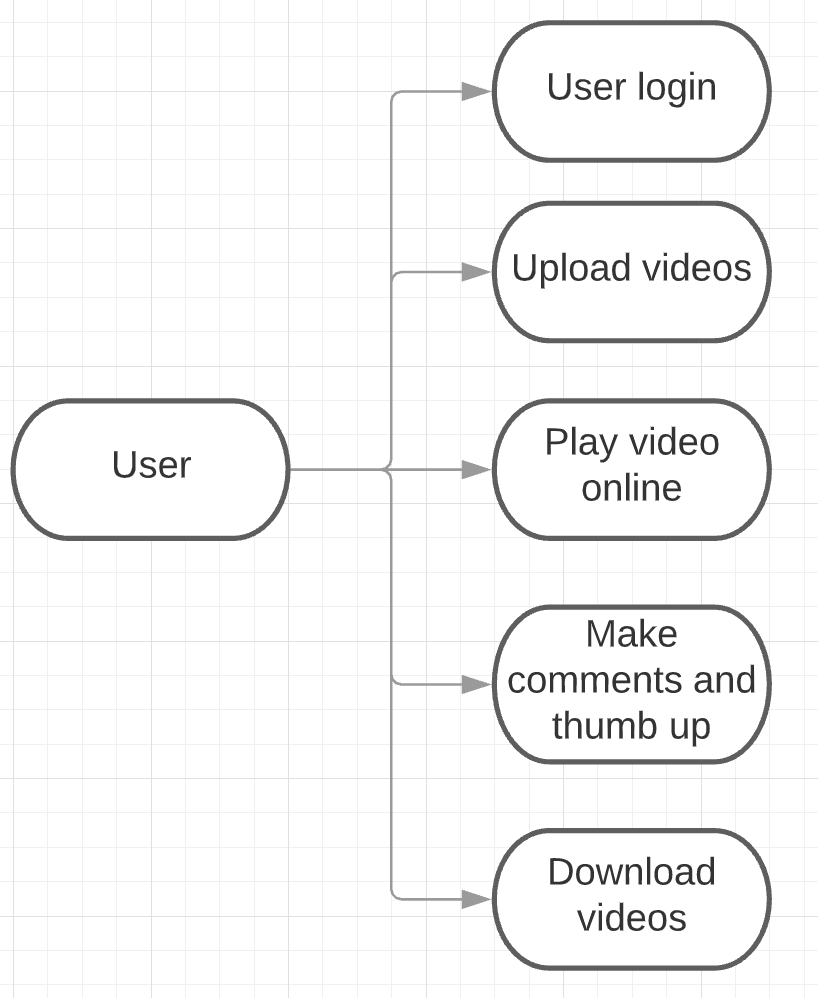 User login
Upload videos
User
Play video
online
Make
comments and
thumb up
Download
videos